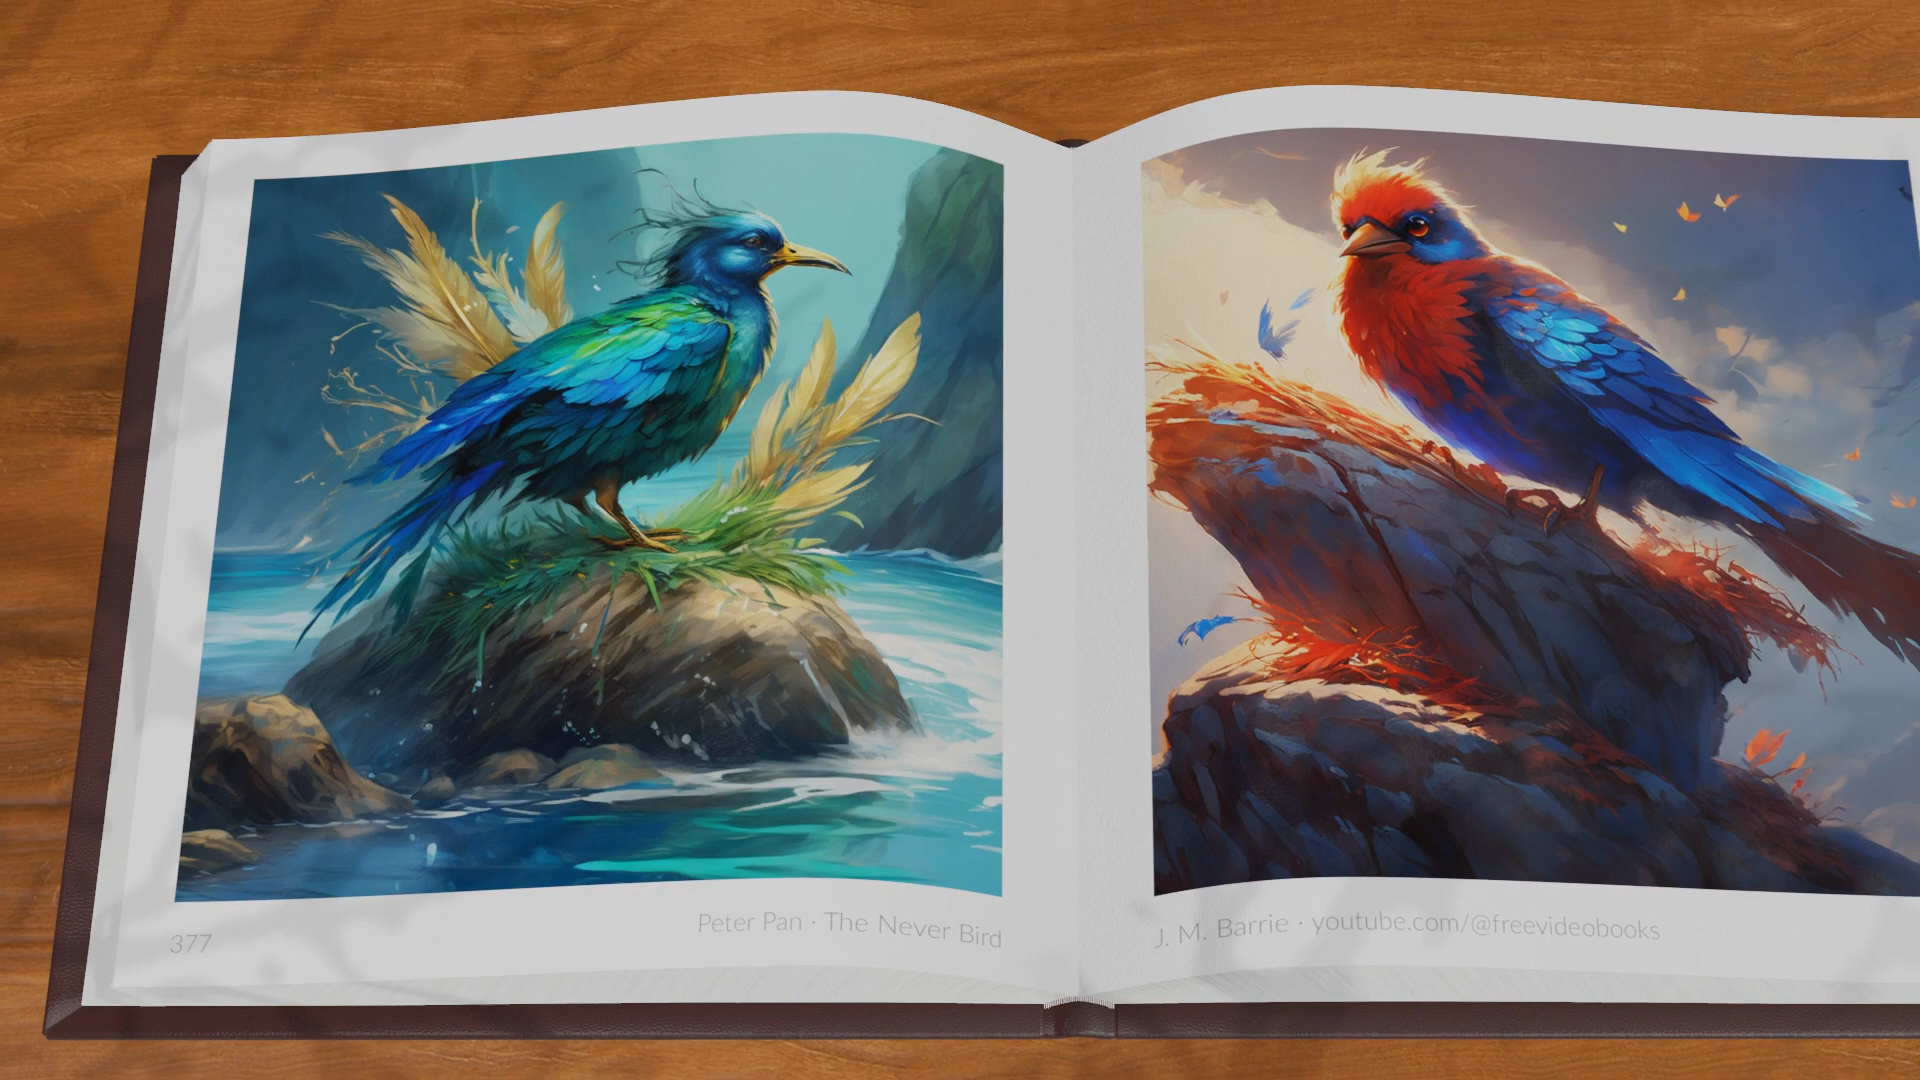 Peter Pan · The Never Bird
377
J. M. Barrie · youtube.com/@freevideobooks